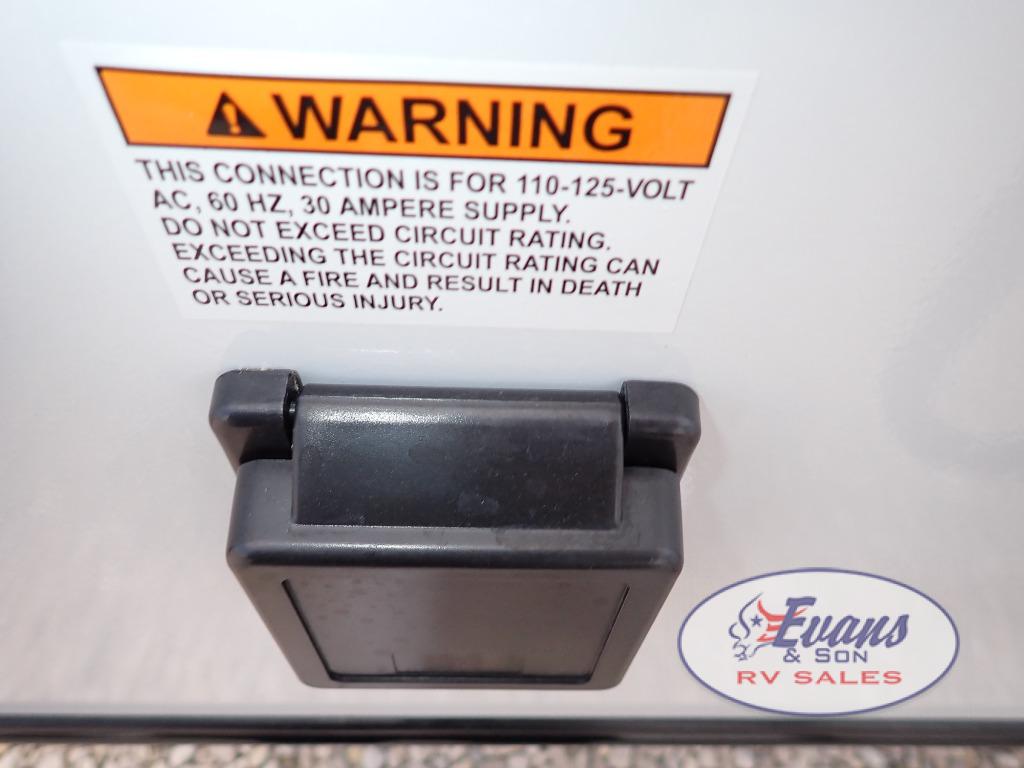 WARNING
THIS CONNECTION IS FOR 110-125-VOLT
AC, 60 HZ, 30 AMPERE SUPPLY.
DO NOT EXCEED CIRCUIT RATING.
EXCEEDING THE CIRCUIT RATING CAN
CAUSE A FIRE AND RESULT IN DEATH
OR SERIOUS INJURY.
Evans
& SON
RV SALES